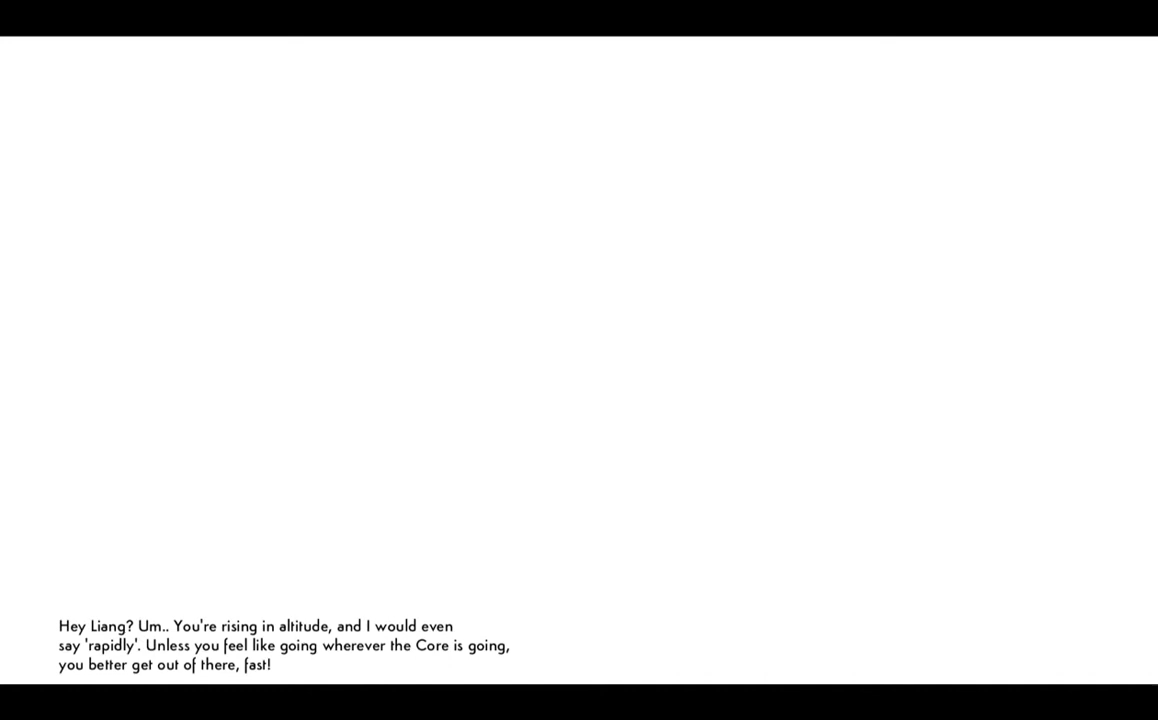 Hey Liang? Um.. You're rising in altitude, and I would even
say 'rapidly'. Unless you feel like going wherever the Core is going,
you better get out of there, fast!